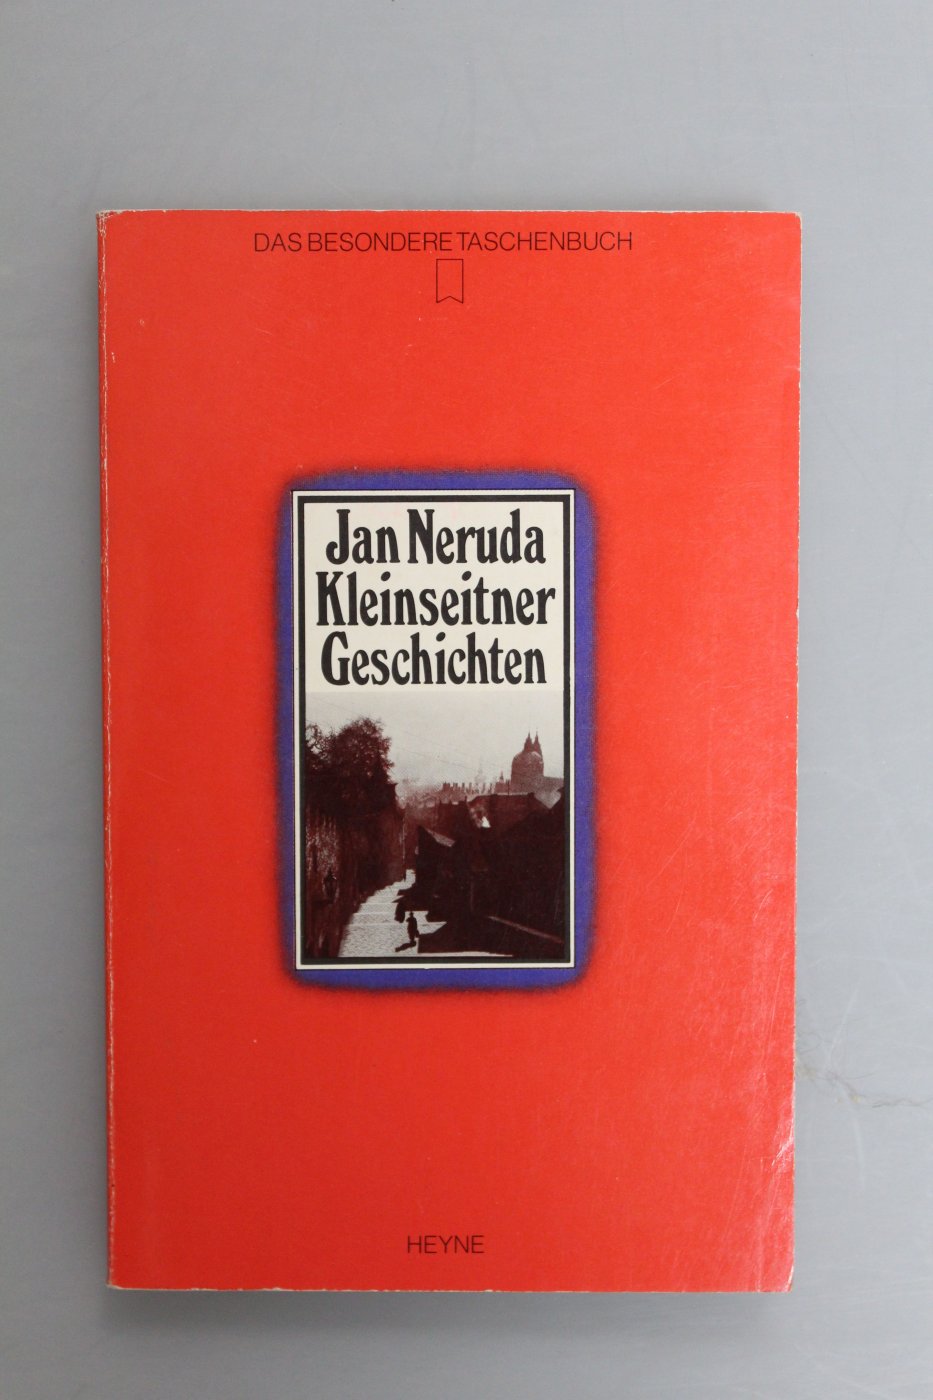 DAS BESONDERE TASCHENBUCH
Jan Neruda
Kleinseitner
Geschichten
HEYNE